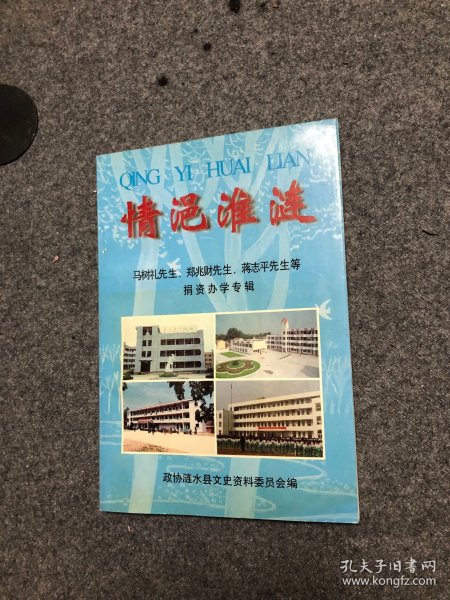 QING YI HUAI LIAN
情浥淮涟
马树礼先生、郑兆财先生、蒋志平先生等
捐资办学专辑
政协涟水县文史资料委员会编
孔夫子旧书网
www.kongfz.com